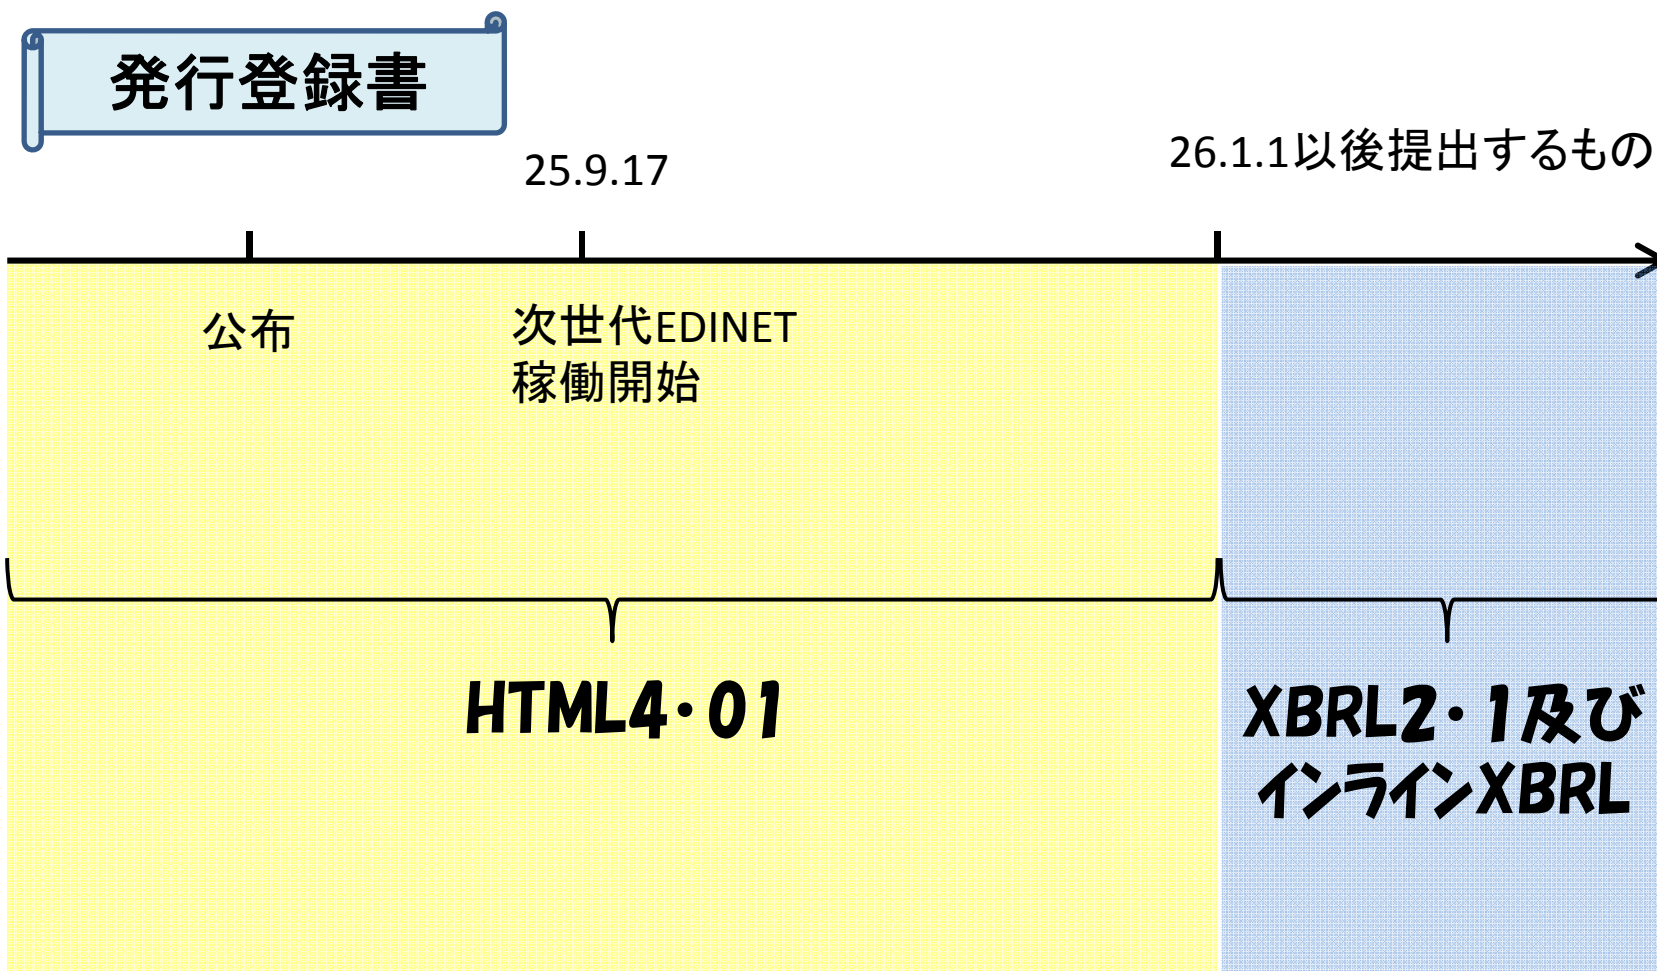 発行登録書
25.9.17
26.1.1以後提出するもの
公布
次世代EDINET
稼働開始
HTML4・01
XBRL2・1及び
インラインXBRL